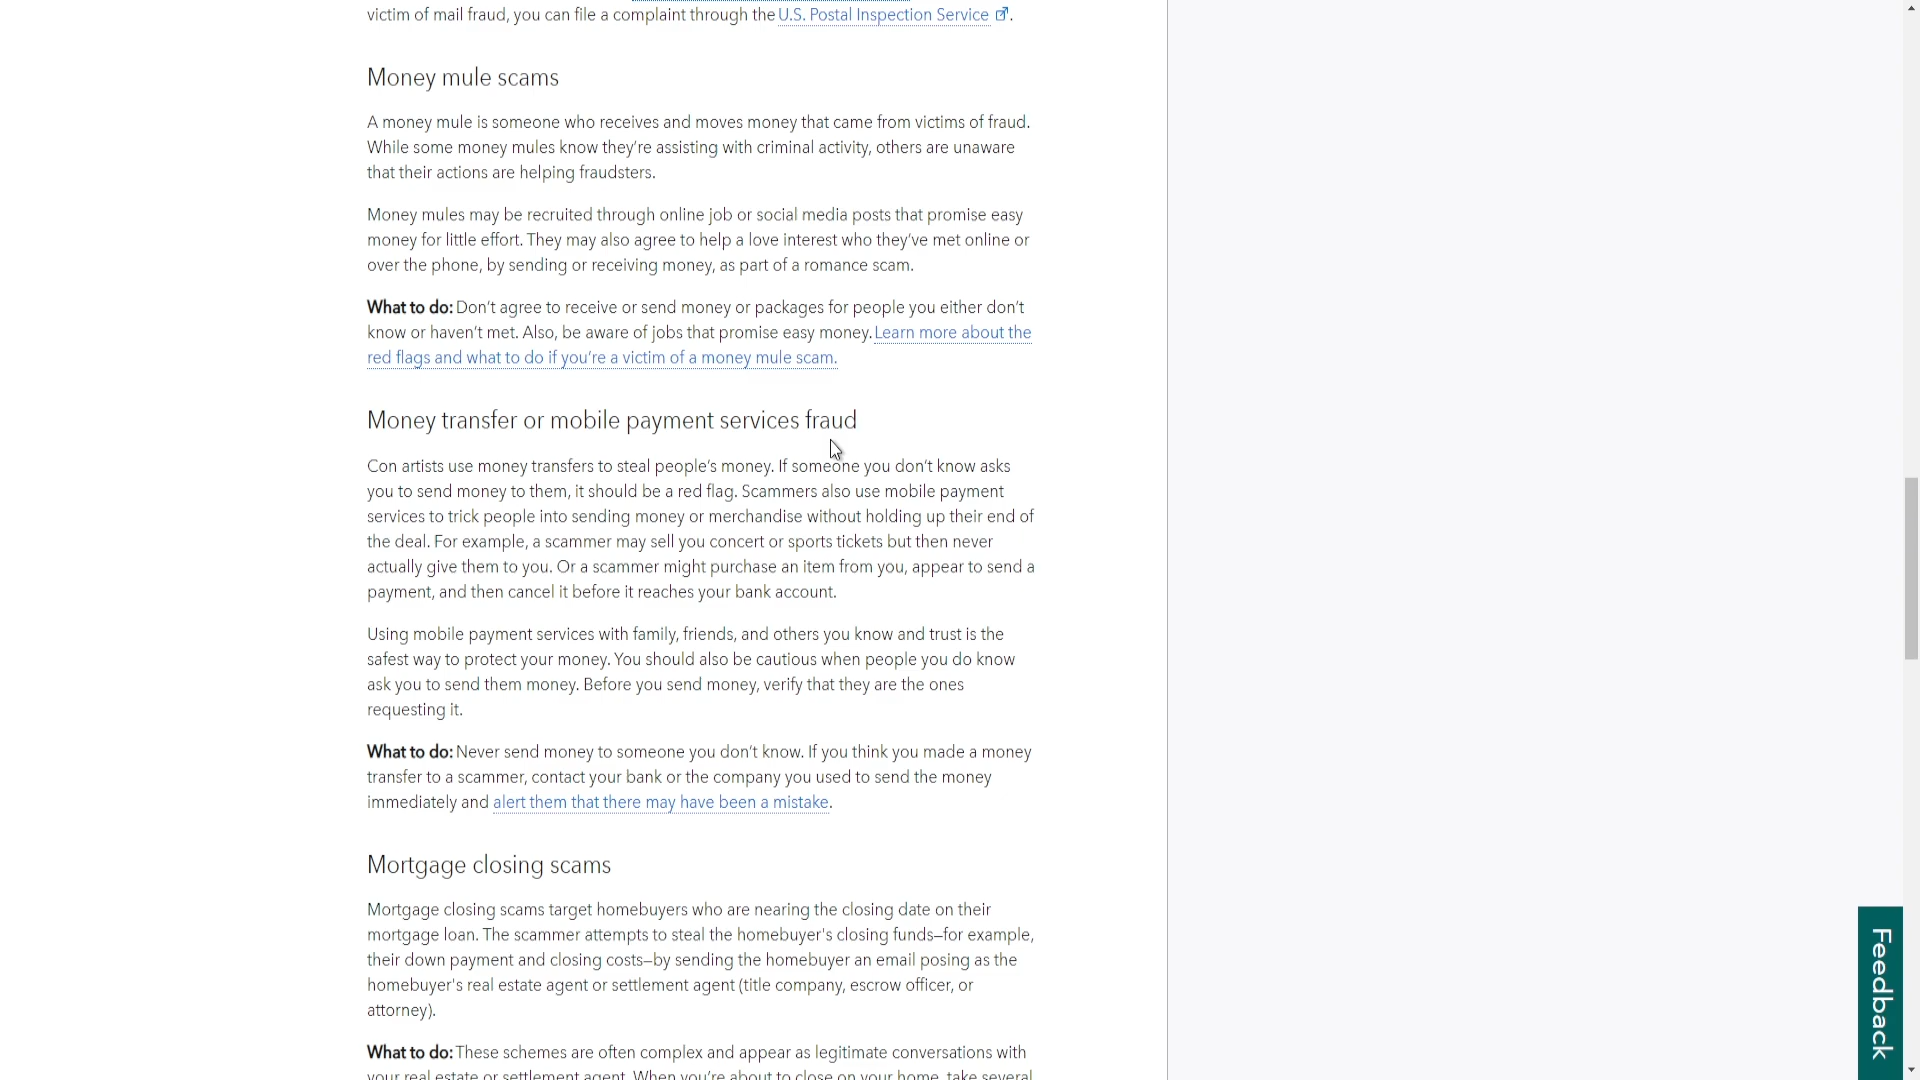 victim of mail fraud, you can file a complaint through the U.S. Postal Inspection Service.
Money mule scams
A money mule is someone who receives and moves money that came from victims of fraud.
While some money mules know they're assisting with criminal activity, others are unaware
that their actions are helping fraudsters.
Money mules may be recruited through online job or social media posts that promise easy
money for little effort. They may also agree to help a love interest who they've met online or
over the phone, by sending or receiving money, as part of a romance scam.
What to do: Don't agree to receive or send money or packages for people you either don't
know or haven't met. Also, be aware of jobs that promise easy money. Learn more about the
red flags and what to do if you're a victim of a money mule scam.
Money transfer or mobile payment services fraud
Con artists use money transfers to steal people's money. If someone you don't know asks
you to send money to them, it should be a red flag. Scammers also use mobile payment
services to trick people into sending money or merchandise without holding up their end of
the deal. For example, a scammer may sell you concert or sports tickets but then never
actually give them to you. Or a scammer might purchase an item from you, appear to send a
payment, and then cancel it before it reaches your bank account.
Using mobile payment services with family, friends, and others you know and trust is the
safest way to protect your money. You should also be cautious when people you do know
ask you to send them money. Before you send money, verify that they are the ones
requesting it.
What to do: Never send money to someone you don't know. If you think you made a money
transfer to a scammer, contact your bank or the company you used to send the money
immediately and alert them that there may have been a mistake.
Mortgage closing scams
Mortgage closing scams target homebuyers who are nearing the closing date on their
mortgage loan. The scammer attempts to steal the homebuyer's closing funds—for example,
their down payment and closing costs—by sending the homebuyer an email posing as the
homebuyer's real estate agent or settlement agent (title company, escrow officer, or
attorney).
What to do: These schemes are often complex and appear as legitimate conversations with
your real estate or settlement agent. When you're about to close on your home, take several
Feedback